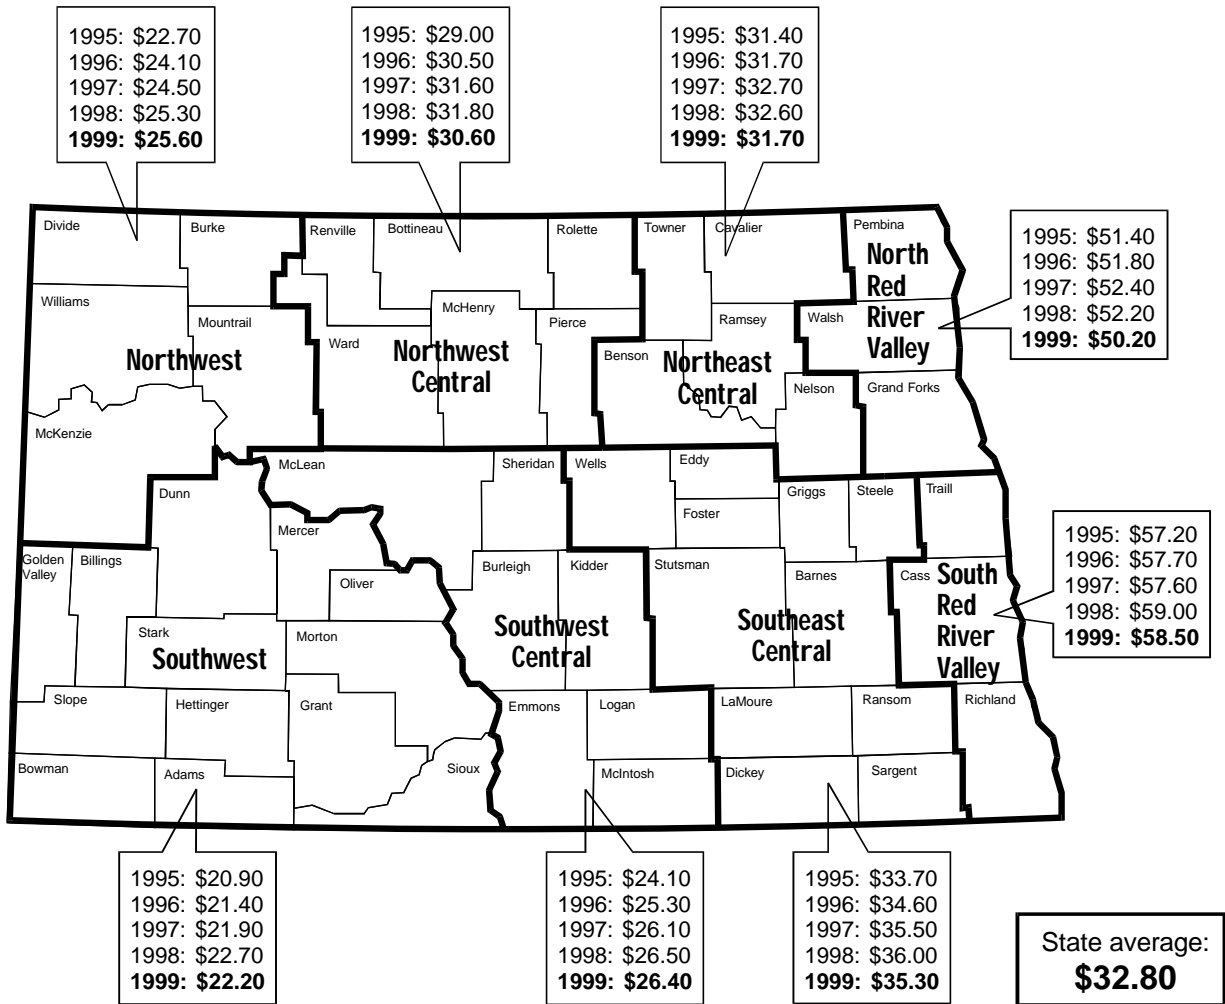 1995: $22.70
1996: $24.10
1997: $24.50
1998: $25.30
1999: $25.60
1995: $29.00
1996: $30.50
1997: $31.60
1998: $31.80
1999: $30.60
1995: $31.40
1996: $31.70
1997: $32.70
1998: $32.60
1999: $31.70
1995: $51.40
1996: $51.80
1997: $52.40
1998: $52.20
1999: $50.20
Divide
Burke
Renville
Bottineau
Rolette
Towner
Cavalier
Pembina
North
Red
River
Valley
Williams
Mountrail
Northwest
McHenry
Ward
Pierce
Northwest
Central
Ramsey
Walsh
Benson
Northeast
Central
Nelson
Grand Forks
McKenzie
McLean
Sheridan
Wells
Eddy
Dunn
Griggs
Steele
Traill
Foster
Mercer
Golden
Valley
Billings
Oliver
Burleigh
Kidder
Stutsman
Barnes
Cass
South
Red
River
Valley
1995: $57.20
1996: $57.70
1997: $57.60
1998: $59.00
1999: $58.50
Stark
Morton
Southwest
Southwest
Central
Southeast
Central
Slope
Hettinger
Grant
Emmons
Logan
LaMoure
Ransom
Richland
Bowman
Adams
Sioux
McIntosh
Dickey
Sargent
1995: $20.90
1996: $21.40
1997: $21.90
1998: $22.70
1999: $22.20
1995: $24.10
1996: $25.30
1997: $26.10
1998: $26.50
1999: $26.40
1995: $33.70
1996: $34.60
1997: $35.50
1998: $36.00
1999: $35.30
State average:
$32.80